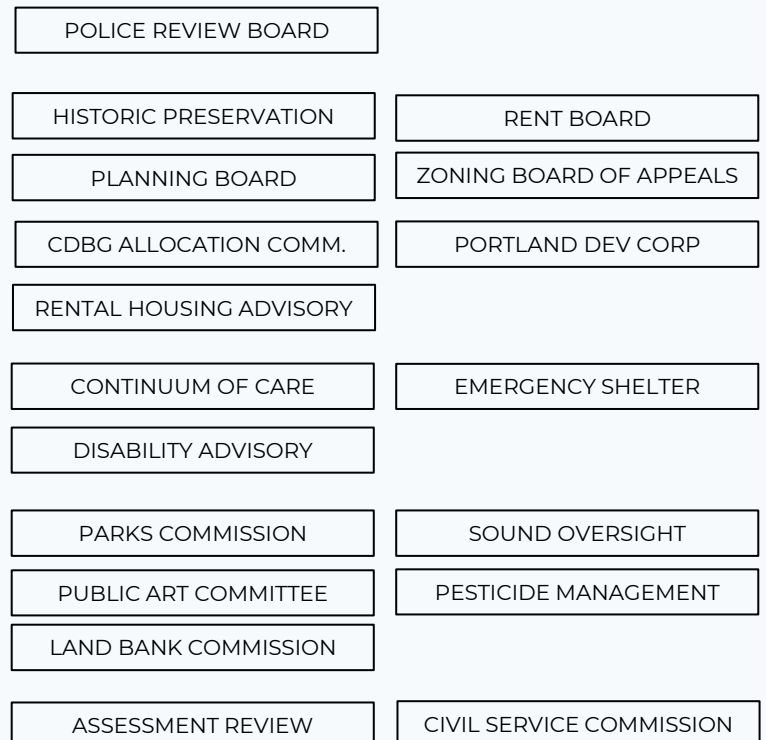 POLICE REVIEW BOARD
HISTORIC PRESERVATION
RENT BOARD
PLANNING BOARD
ZONING BOARD OF APPEALS
CDBG ALLOCATION COMM.
PORTLAND DEV CORP
RENTAL HOUSING ADVISORY
CONTINUUM OF CARE
EMERGENCY SHELTER
DISABILITY ADVISORY
PARKS COMMISSION
SOUND OVERSIGHT
PUBLIC ART COMMITTEE
PESTICIDE MANAGEMENT
LAND BANK COMMISSION
ASSESSMENT REVIEW
CIVIL SERVICE COMMISSION